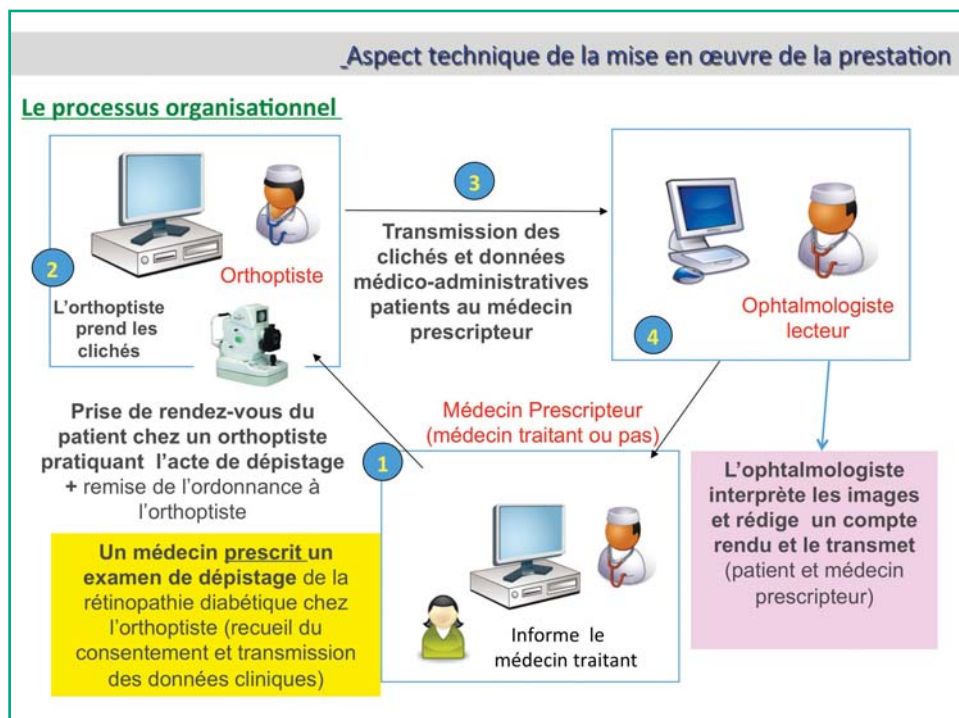 _Aspect technique de la mise en œuvre de la prestation
Le processus organisationnel
2
Orthoptiste
L’orthoptiste
prend les
clichés
3
Transmission des
clichés et données
médico-administratives
patients au médecin
prescripteur
Ophtalmologiste
lecteur
4
Prise de rendez-vous du
patient chez un orthoptiste
pratiquant l’acte de dépistage
+ remise de l’ordonnance à
l’orthoptiste
Médecin Prescripteur
(médecin traitant ou pas)
1
Un médecin prescrit un
examen de dépistage de la
rétinopathie diabétique chez
l’orthoptiste (recueil du
consentement et transmission
des données cliniques)
Informe le
médecin traitant
L’ophtalmologiste
interprète les images
et rédige un compte
rendu et le transmet
(patient et médecin
prescripteur)